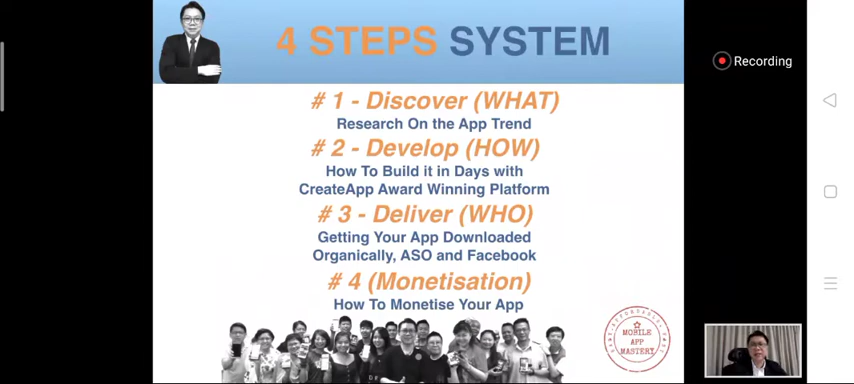 4 STEPS SYSTEM
# 1 - Discover (WHAT)
Research On the App Trend
# 2 - Develop (HOW)
How To Build it in Days with
CreateApp Award Winning Platform
# 3 - Deliver (WHO)
Getting Your App Downloaded
Organically, ASO and Facebook
# 4 (Monetisation)
How To Monetise Your App
MOBILE
APP
MASTERY
Recording